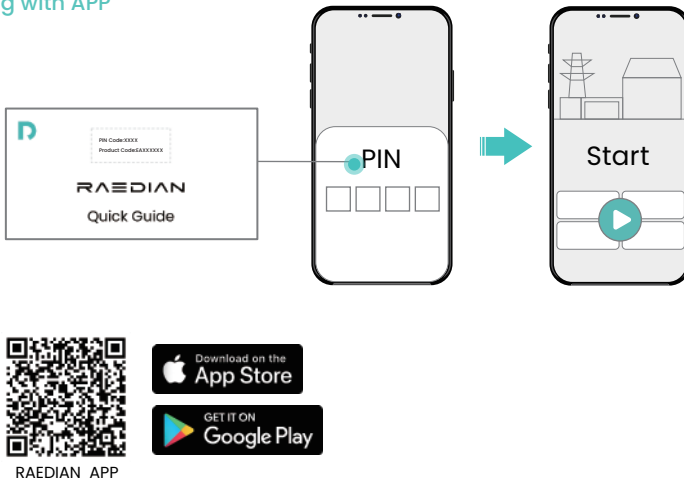 g with APP
PIN Code:XXXX
Product Code:EAXXXXXX
RAEDIAN
Quick Guide
PIN
Start
Download on the
App Store
GET IT ON
Google Play
RAEDIAN APP